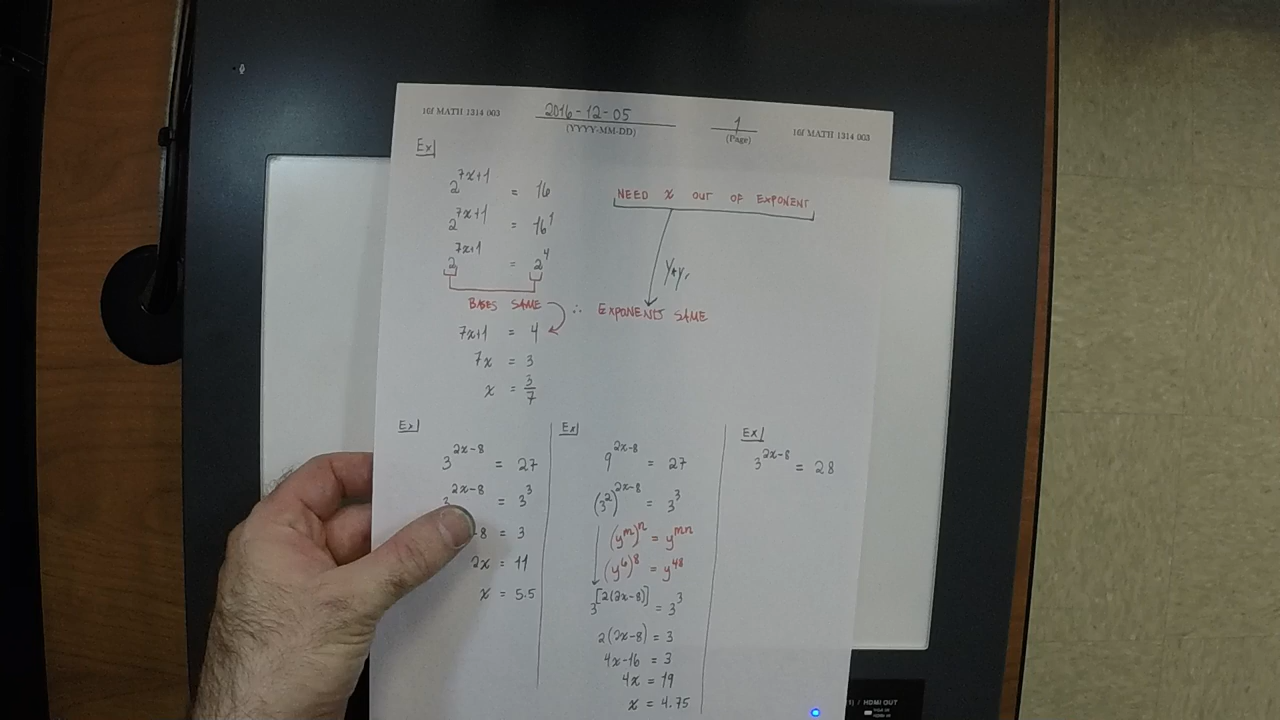 16f MATH 1314 003
2016-12-05
(YYYY-MM-DD)
1
(Page)
16f MATH 1314 003
Ex|
2^{7x+1} = 16
2^{7x+1} = 16^1
2^{7x+1} = 2^4
BASES SAME ∴ EXPONENTS SAME
7x+1 = 4
7x = 3
x = 3/7
NEED x OUT OF EXPONENT
Ex|
3^{2x-8} = 27
3^{2x-8} = 3^3
-8 = 3
2x = 11
x = 5.5
Ex|
9^{2x-8} = 27
(3^2)^{2x-8} = 3^3
(y^m)^n = y^{mn}
(y^6)^8 = y^{48}
3^{[2(2x-8)]} = 3^3
2(2x-8) = 3
4x-16 = 3
4x = 19
x = 4.75
Ex|
3^{2x-8} = 28
/ HDMI OUT